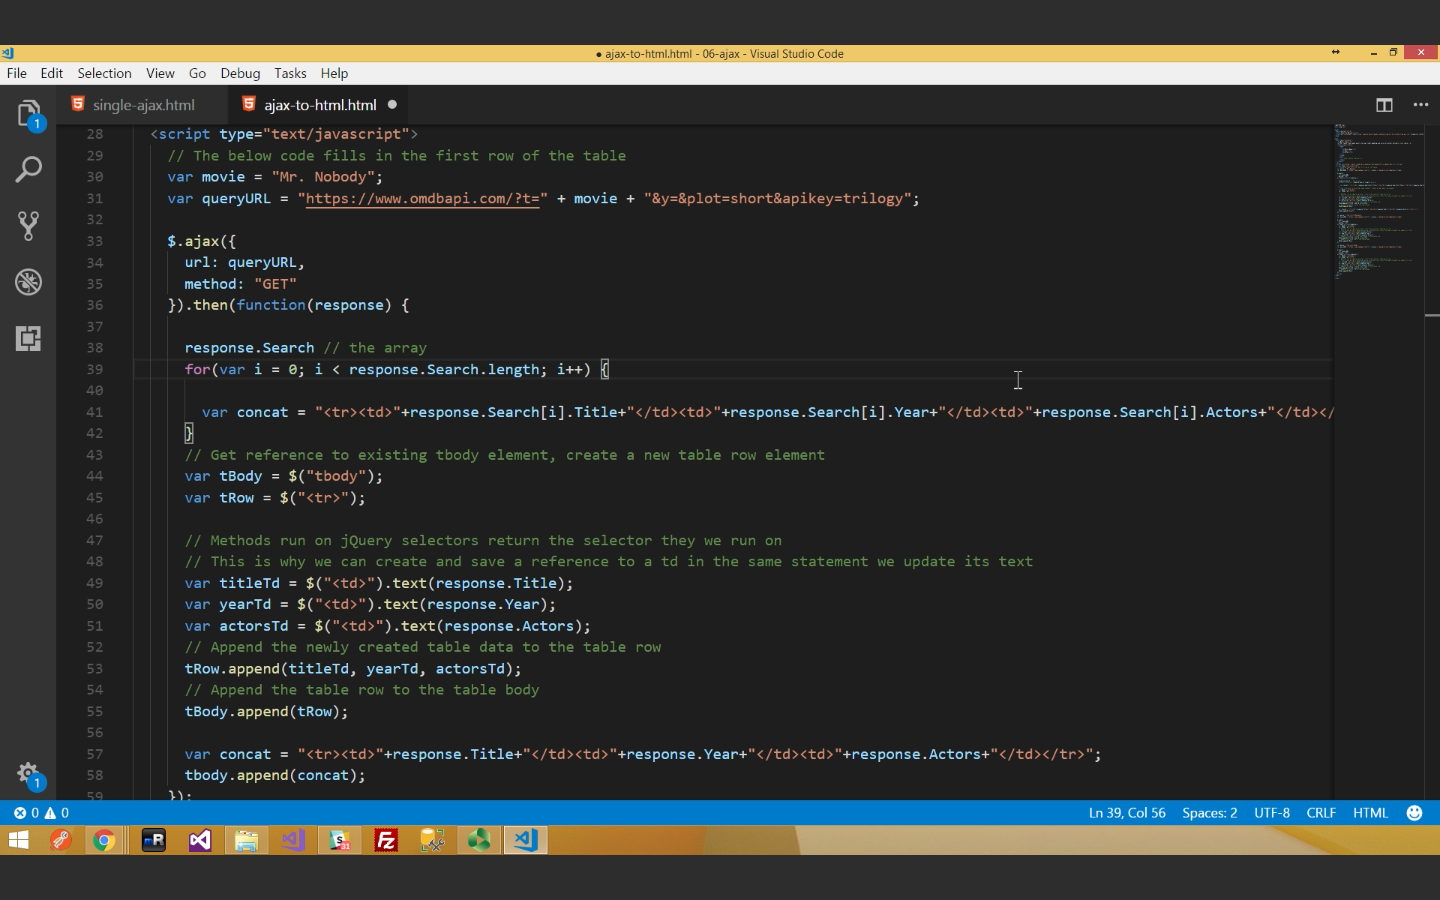 ● ajax-to-html.html - 06-ajax - Visual Studio Code
File Edit Selection View Go Debug Tasks Help
single-ajax.html ajax-to-html.html
28 <script type="text/javascript">
29 // The below code fills in the first row of the table
30 var movie = "Mr. Nobody";
31 var queryURL = "https://www.omdbapi.com/?t=" + movie + "&y=&plot=short&apikey=trilogy";
32
33 $.ajax({
34 url: queryURL,
35 method: "GET"
36 }).then(function(response) {
37
38 response.Search // the array
39 for(var i = 0; i < response.Search.length; i++) {
40
41 var concat = "<tr><td>"+response.Search[i].Title+"</td><td>"+response.Search[i].Year+"</td><td>"+response.Search[i].Actors+"</td></
42 }
43 // Get reference to existing tbody element, create a new table row element
44 var tBody = $("tbody");
45 var tRow = $("<tr>");
46
47 // Methods run on jQuery selectors return the selector they we run on
48 // This is why we can create and save a reference to a td in the same statement we update its text
49 var titleTd = $("<td>").text(response.Title);
50 var yearTd = $("<td>").text(response.Year);
51 var actorsTd = $("<td>").text(response.Actors);
52 // Append the newly created table data to the table row
53 tRow.append(titleTd, yearTd, actorsTd);
54 // Append the table row to the table body
55 tBody.append(tRow);
56
57 var concat = "<tr><td>"+response.Title+"</td><td>"+response.Year+"</td><td>"+response.Actors+"</td></tr>";
58 tbody.append(concat);
59 });
1
1
0 0 Ln 39, Col 56 Spaces: 2 UTF-8 CRLF HTML
R S 31 Fz